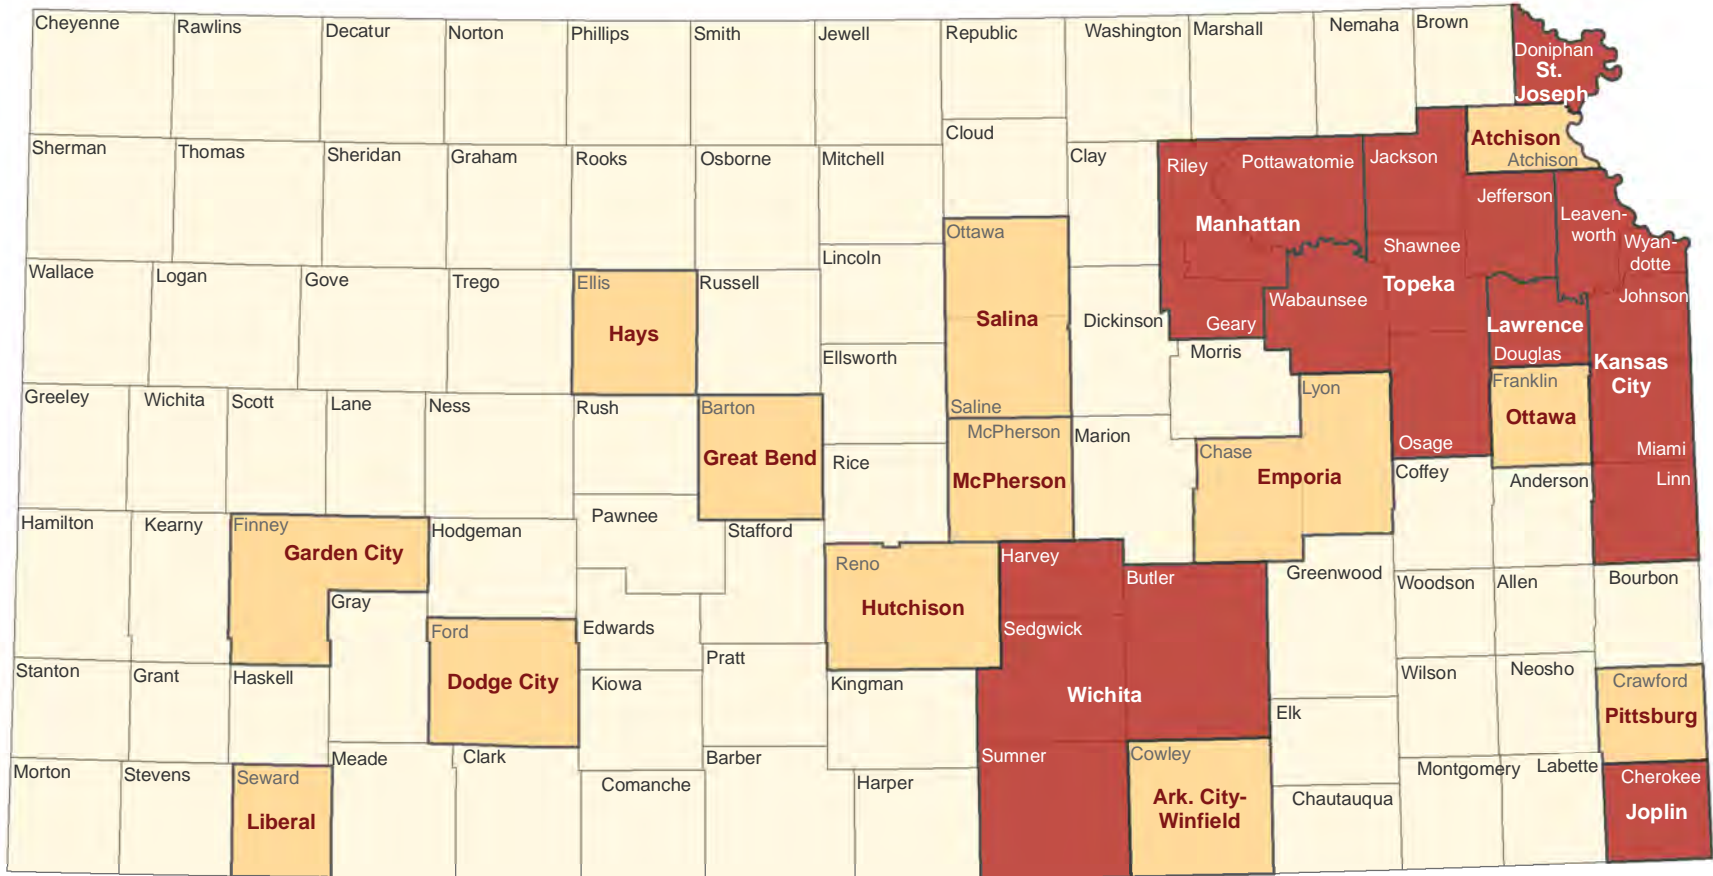 Cheyenne
Rawlins
Decatur
Norton
Phillips
Smith
Jewell
Republic
Washington
Marshall
Nemaha
Brown
Doniphan
St.
Joseph
Sherman
Thomas
Sheridan
Graham
Rooks
Osborne
Mitchell
Cloud
Clay
Riley
Pottawatomie
Jackson
Atchison
Atchison
Jefferson
Leaven-
worth
Wyan-
dotte
Manhattan
Ottawa
Shawnee
Topeka
Wallace
Logan
Gove
Trego
Ellis
Hays
Russell
Lincoln
Salina
Dickinson
Geary
Wabaunsee
Johnson
Lawrence
Douglas
Kansas
City
Ellsworth
Morris
Greeley
Wichita
Scott
Lane
Ness
Rush
Barton
Great Bend
Saline
McPherson
McPherson
Marion
Lyon
Chase
Emporia
Osage
Franklin
Ottawa
Miami
Linn
Rice
Coffey
Anderson
Hamilton
Kearny
Finney
Garden City
Hodgeman
Pawnee
Stafford
Reno
Hutchison
Harvey
Butler
Greenwood
Woodson
Allen
Bourbon
Gray
Ford
Dodge City
Edwards
Sedgwick
Wichita
Stanton
Grant
Haskell
Kiowa
Pratt
Kingman
Elk
Wilson
Neosho
Crawford
Pittsburg
Morton
Stevens
Seward
Liberal
Meade
Clark
Comanche
Barber
Harper
Sumner
Cowley
Ark. City-
Winfield
Chautauqua
Montgomery
Labette
Cherokee
Joplin